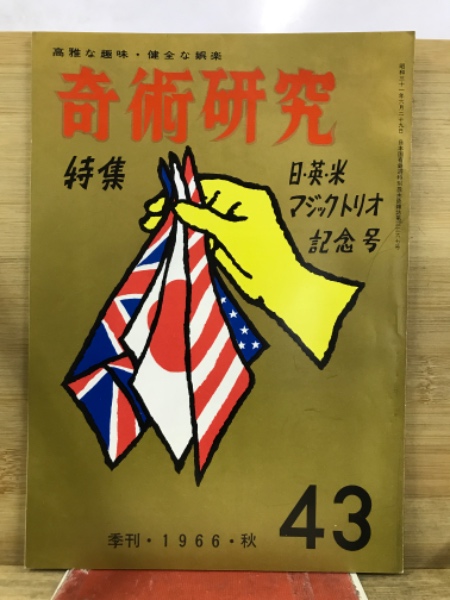 高雅な趣味・健全な娯楽
奇術研究
特集
日・英・米
マジックトリオ
記念号
43
季刊・1966・秋